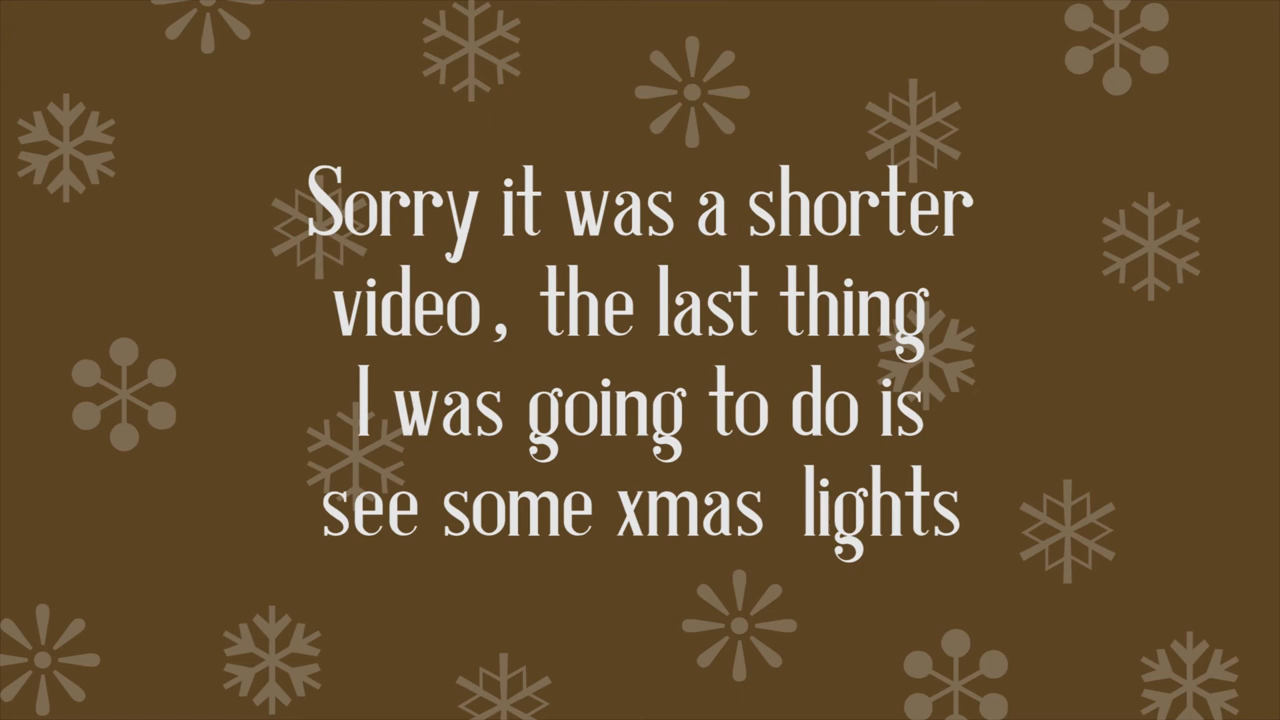 Sorry it was a shorter
video, the last thing
I was going to do is
see some xmas lights